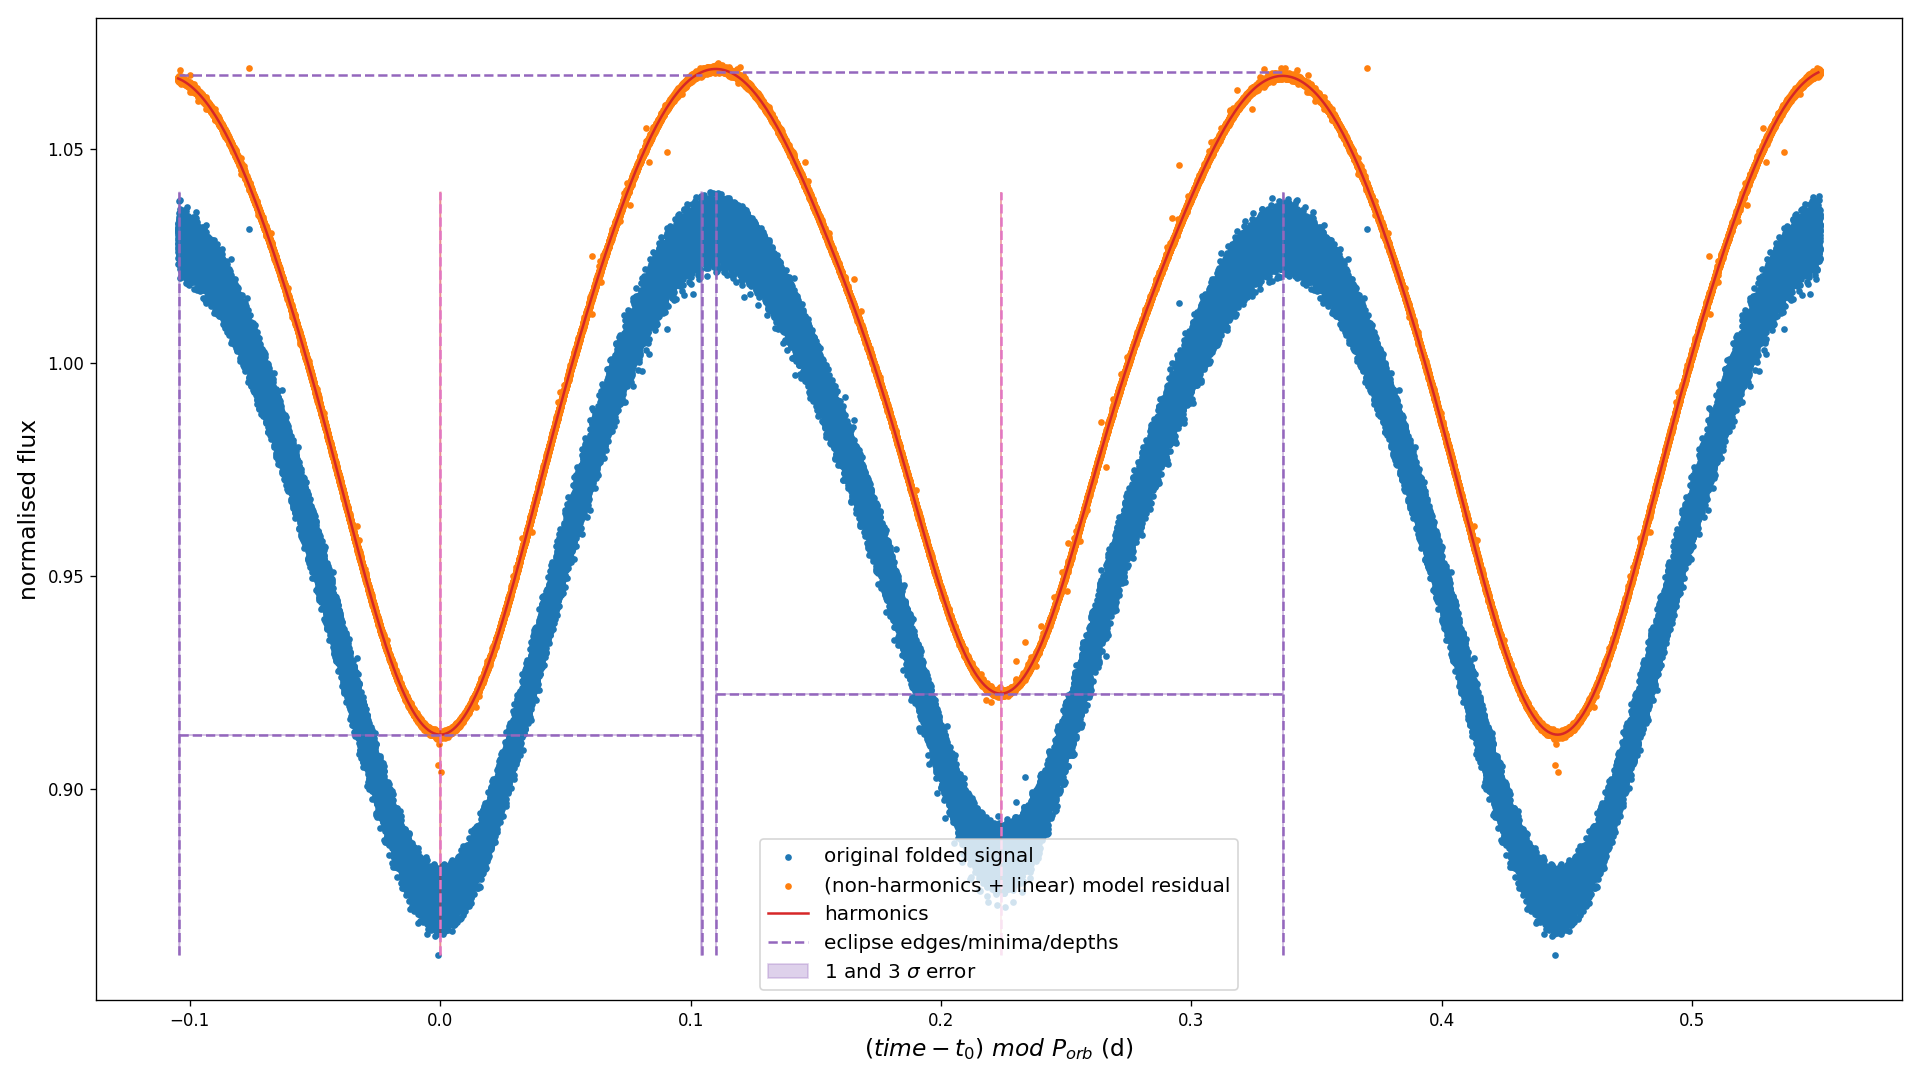 normalised flux
1.05
1.00
0.95
0.90
original folded signal
(non-harmonics + linear) model residual
harmonics
eclipse edges/minima/depths
1 and 3 σ error
−0.1 0.0 0.1 0.2 0.3 0.4 0.5
(time − t₀) mod P_orb (d)